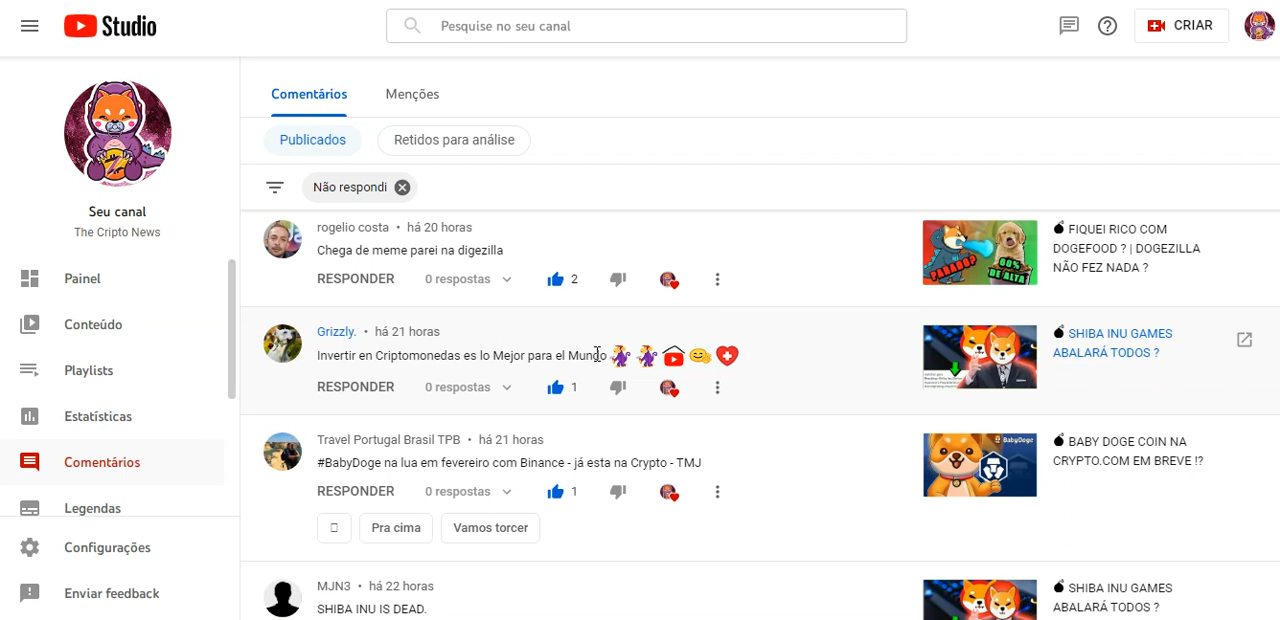 Studio
Pesquise no seu canal
CRIAR
Seu canal
The Cripto News
Painel
Conteúdo
Playlists
Estatísticas
Comentários
Legendas
Configurações
Enviar feedback
Comentários Menções
Publicados Retidos para análise
Não respondi
rogelio costa • há 20 horas
Chega de meme parei na digezilla
RESPONDER 0 respostas 2
PARABO?
60%
DE ALTA
FIQUEI RICO COM
DOGEFOOD ? | DOGEZILLA
NÃO FEZ NADA ?
Grizzly. • há 21 horas
Invertir en Criptomonedas es lo Mejor para el Mundo
RESPONDER 0 respostas 1
SHIBA INU GAMES
ABALARÁ TODOS ?
Travel Portugal Brasil TPB • há 21 horas
#BabyDoge na lua em fevereiro com Binance - já esta na Crypto - TMJ
RESPONDER 0 respostas 1
Pra cima Vamos torcer
BabyDoge
BABY DOGE COIN NA
CRYPTO.COM EM BREVE !?
MJN3 • há 22 horas
SHIBA INU IS DEAD.
SHIBA INU GAMES
ABALARÁ TODOS ?